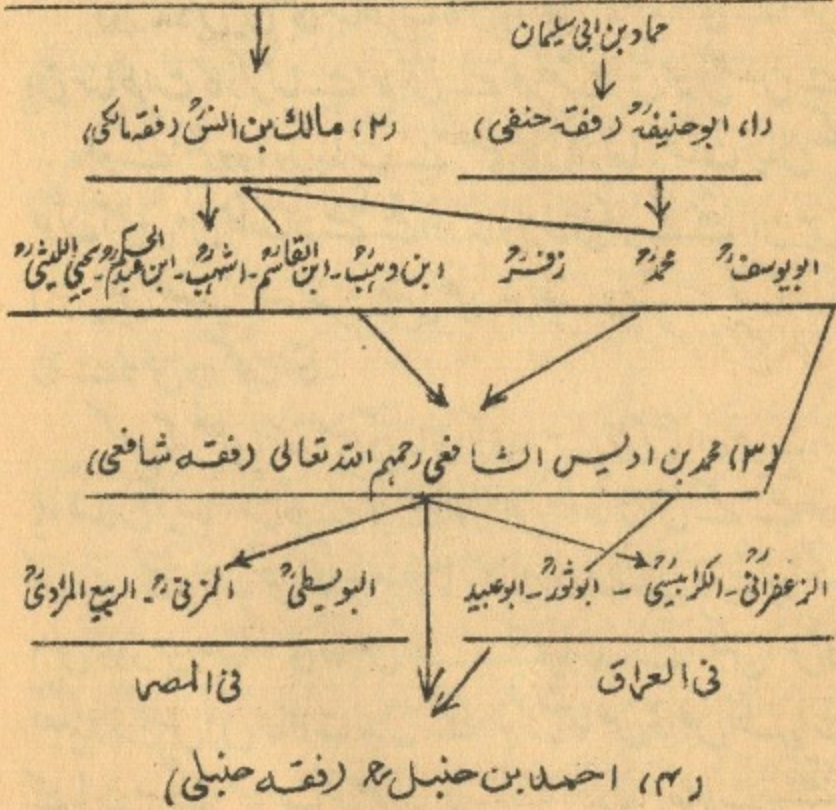 حماد بن ابی سلیمان
(۱) ابوحنیفہؒ (فقہ حنفی)
(۲) مالک بن انسؒ (فقہ مالکی)
ابویوسفؒ محمدؒ زفرؒ
ابن وہبؒ ـ ابن القاسمؒ ـ اشہبؒ ـ ابن عبدالحکمؒ ـ یحییٰ اللیثیؒ
(۳) محمد بن ادریس الشافعی رحمہم اللہ تعالی (فقہ شافعی)
الزعفرانیؒ ـ الکرابیسیؒ ـ ابوثورؒ ـ ابوعبید
البویطیؒ المزنیؒ ـ الربیع المرادیؒ
فی العراق
فی المصر
(۴) احمد بن حنبلؒ (فقہ حنبلی)